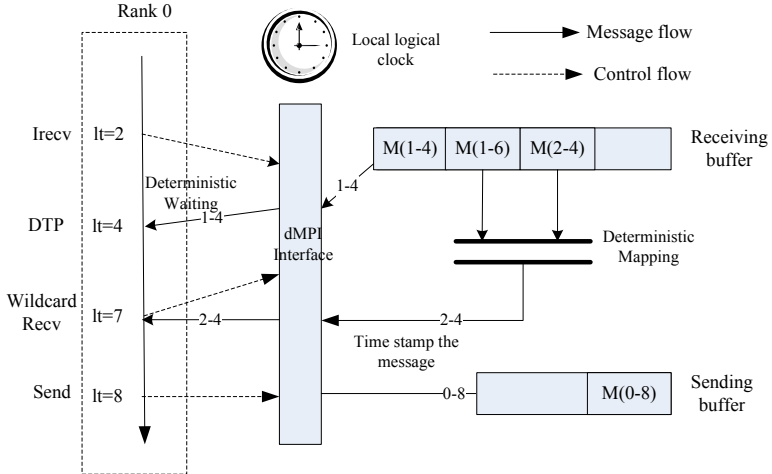 Rank 0
Local logical
clock
Message flow
Control flow
Irecv
lt=2
M(1-4)
M(1-6)
M(2-4)
Receiving
buffer
Deterministic
Waiting
1-4
1-4
DTP
lt=4
dMPI
Interface
Deterministic
Mapping
Wildcard
Recv
lt=7
2-4
2-4
Time stamp the
message
Send
lt=8
0-8
M(0-8)
Sending
buffer